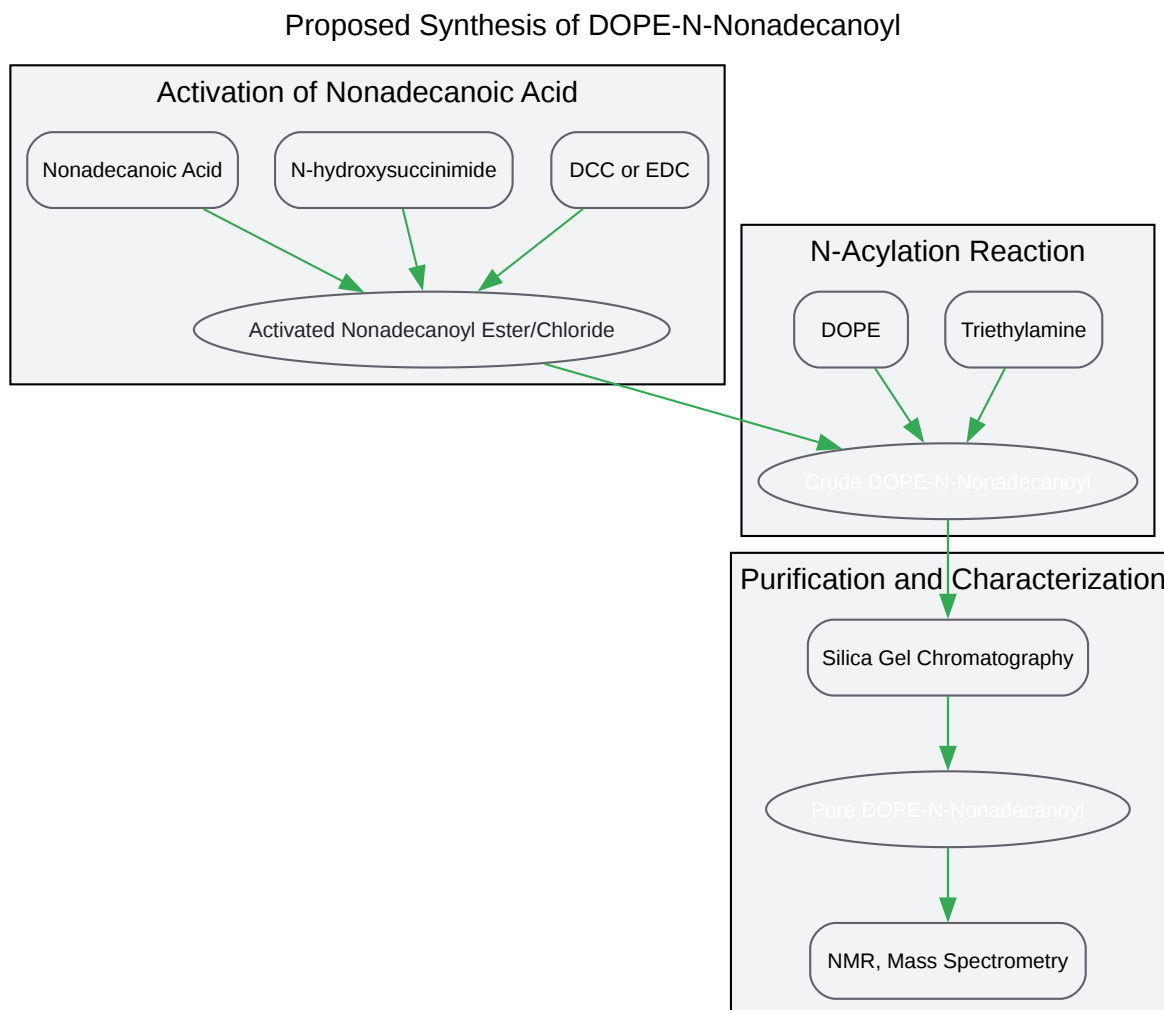 Proposed Synthesis of DOPE-N-Nonadecanoyl
Activation of Nonadecanoic Acid
Nonadecanoic Acid
N-hydroxysuccinimide
DCC or EDC
Activated Nonadecanoyl Ester/Chloride
N-Acylation Reaction
DOPE
Triethylamine
Crude DOPE-N-Nonadecanoyl
Purification and Characterization
Silica Gel Chromatography
Pure DOPE-N-Nonadecanoyl
NMR, Mass Spectrometry